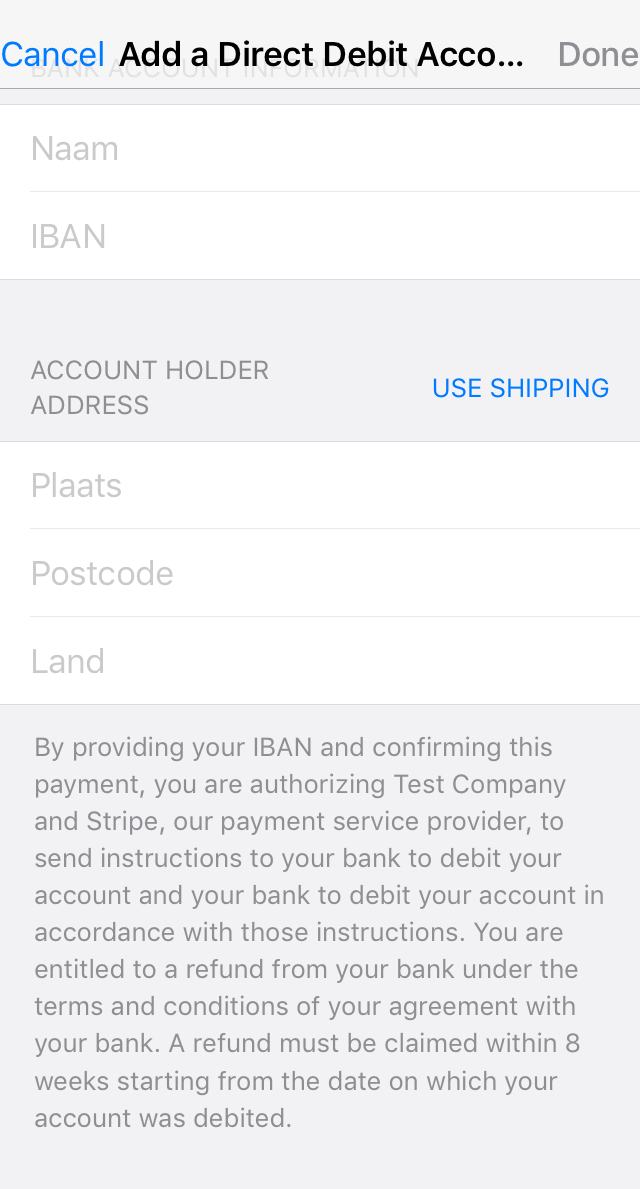 Cancel Add a Direct Debit Acco... Done
BANK ACCOUNT INFORMATION
Naam
IBAN
ACCOUNT HOLDER
ADDRESS
USE SHIPPING
Plaats
Postcode
Land
By providing your IBAN and confirming this
payment, you are authorizing Test Company
and Stripe, our payment service provider, to
send instructions to your bank to debit your
account and your bank to debit your account in
accordance with those instructions. You are
entitled to a refund from your bank under the
terms and conditions of your agreement with
your bank. A refund must be claimed within 8
weeks starting from the date on which your
account was debited.